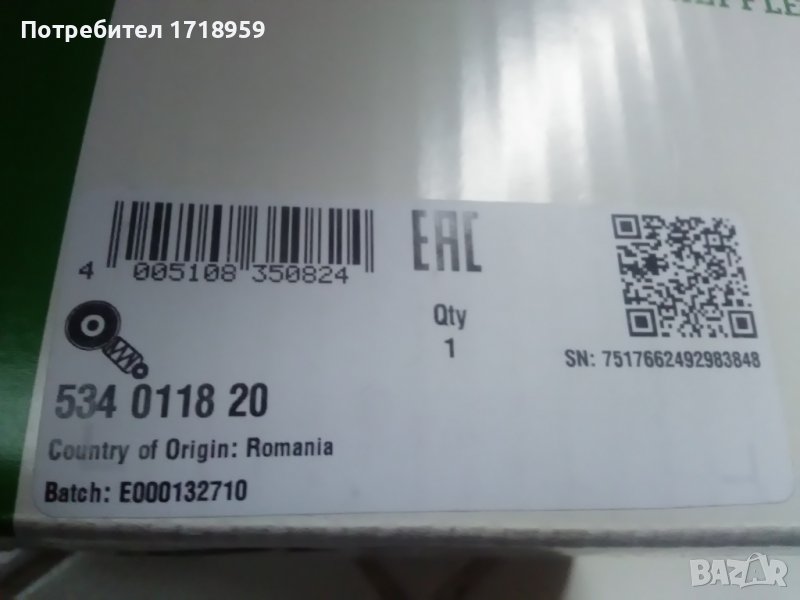 Потребител 1718959
4 005108 350824
EAC
Qty
1
SN: 7517662492983848
534 0118 20
Country of Origin: Romania
Batch: E000132710
BAZAR